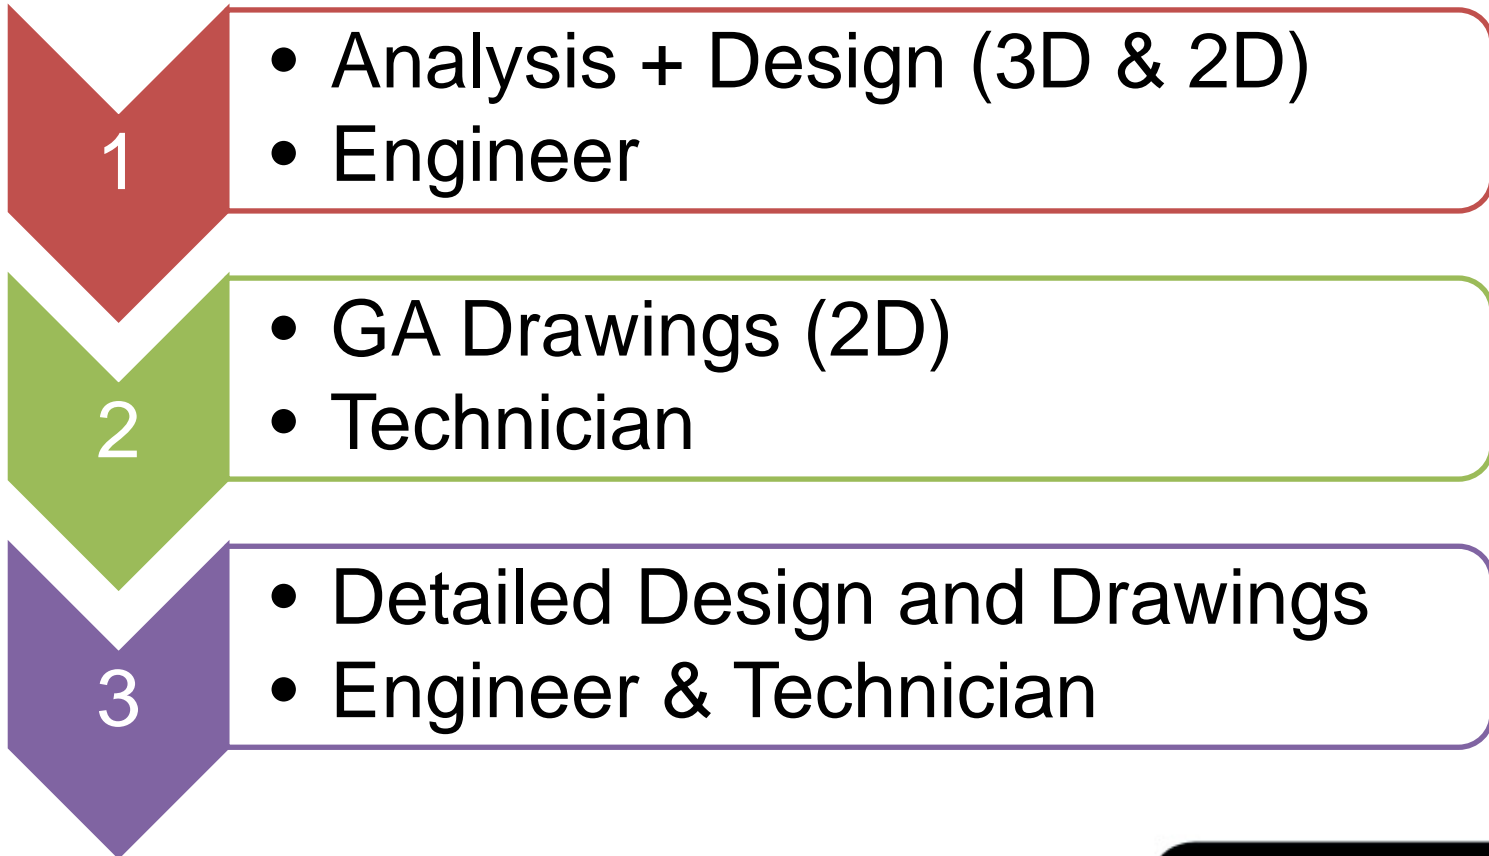 1
• Analysis + Design (3D & 2D)
• Engineer
2
• GA Drawings (2D)
• Technician
3
• Detailed Design and Drawings
• Engineer & Technician